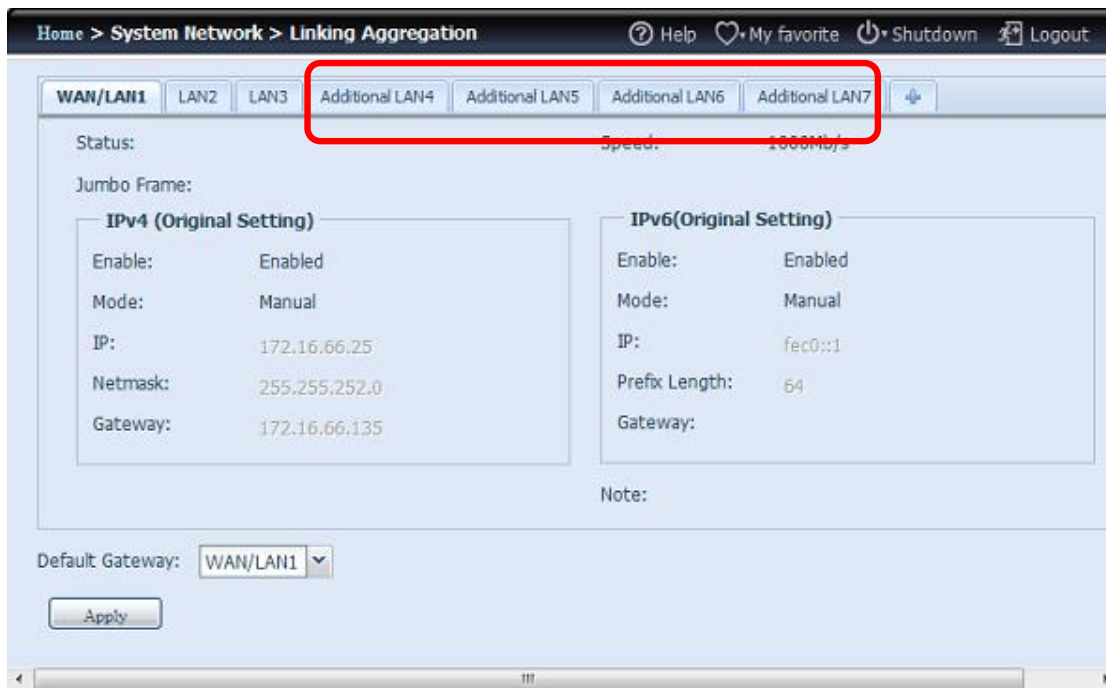 Home > System Network > Linking Aggregation Help My favorite Shutdown Logout
WAN/LAN1 LAN2 LAN3 Additional LAN4 Additional LAN5 Additional LAN6 Additional LAN7
Status: Speed: 1000Mb/s
Jumbo Frame:
IPv4 (Original Setting)
Enable: Enabled
Mode: Manual
IP: 172.16.66.25
Netmask: 255.255.252.0
Gateway: 172.16.66.135
IPv6(Original Setting)
Enable: Enabled
Mode: Manual
IP: fec0::1
Prefix Length: 64
Gateway:
Note:
Default Gateway: WAN/LAN1
Apply